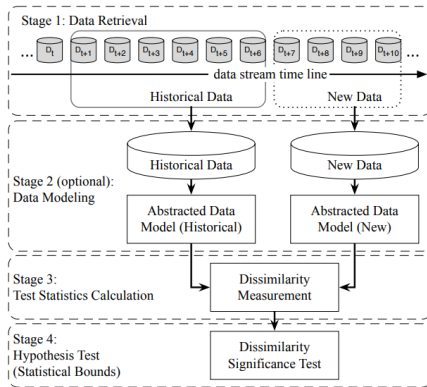 Stage 1: Data Retrieval
... Dt Dt+1 Dt+2 Dt+3 Dt+4 Dt+5 Dt+6 Dt+7 Dt+8 Dt+9 Dt+10 ...
data stream time line
Historical Data New Data
Historical Data New Data
Stage 2 (optional):
Data Modeling
Abstracted Data Abstracted Data
Model (Historical) Model (New)
Stage 3:
Test Statistics Calculation
Dissimilarity
Measurement
Stage 4:
Hypothesis Test
(Statistical Bounds)
Dissimilarity
Significance Test